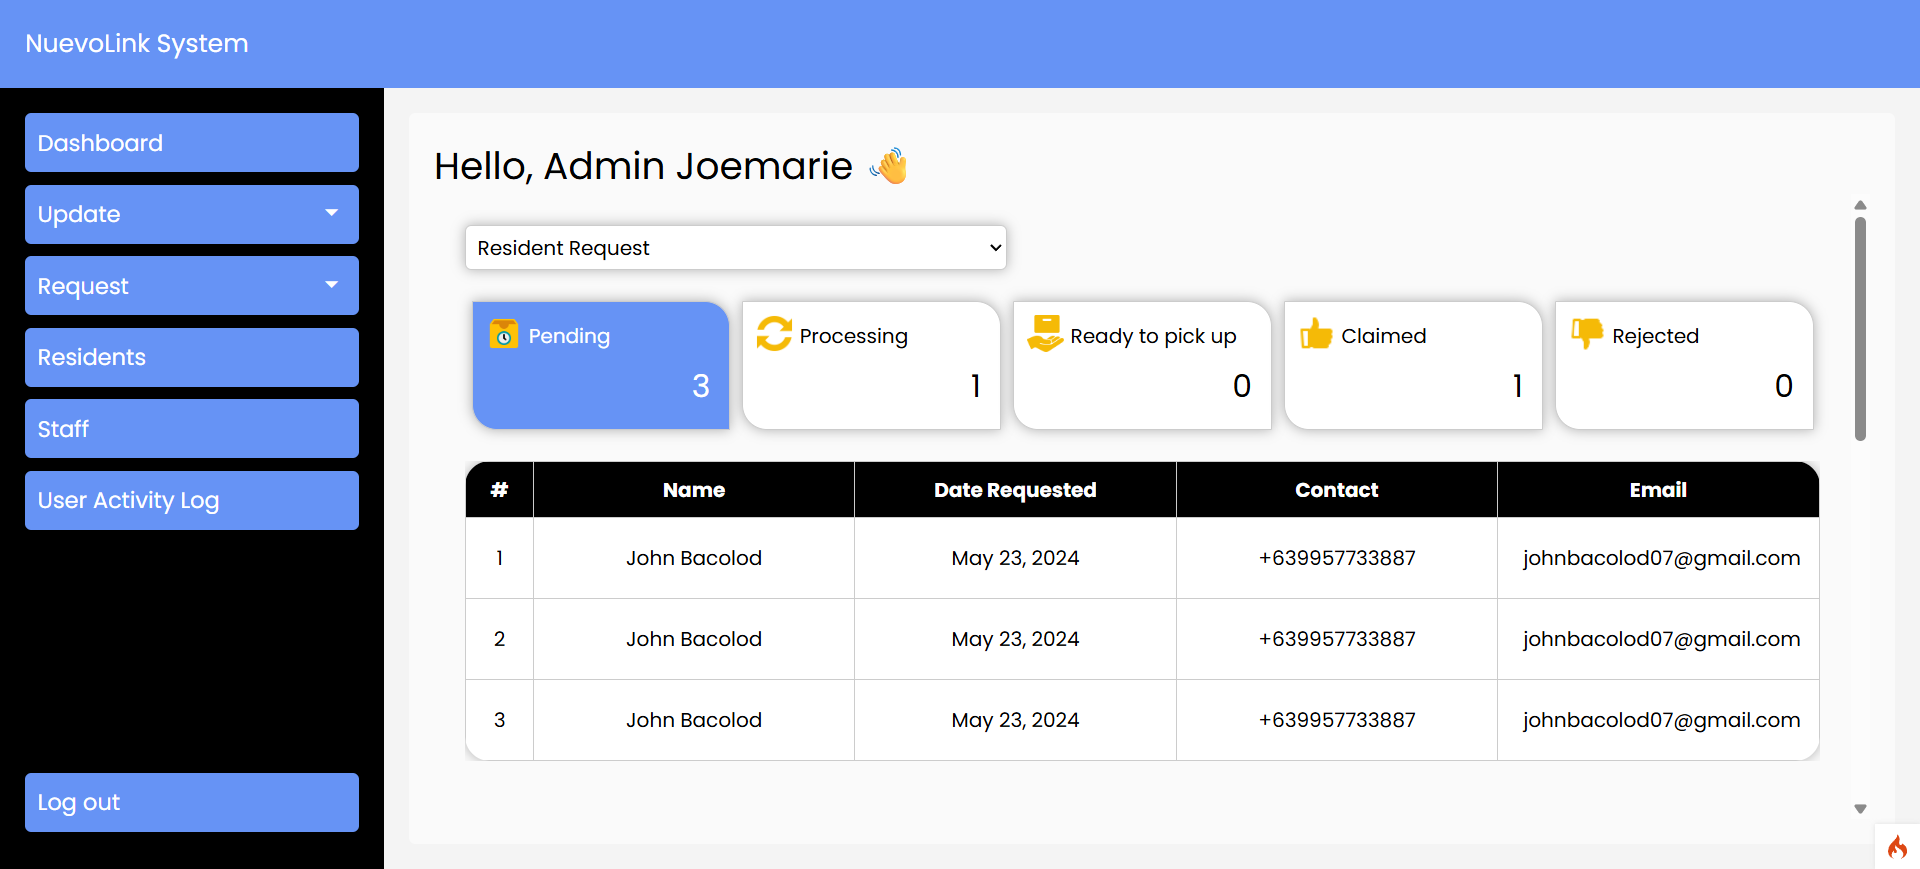 NuevoLink System
Dashboard
Update
Request
Residents
Staff
User Activity Log
Log out
Hello, Admin Joemarie 👋
Resident Request
Pending
3
Processing
1
Ready to pick up
0
Claimed
1
Rejected
0
# Name Date Requested Contact Email
1 John Bacolod May 23, 2024 +639957733887 johnbacolod07@gmail.com
2 John Bacolod May 23, 2024 +639957733887 johnbacolod07@gmail.com
3 John Bacolod May 23, 2024 +639957733887 johnbacolod07@gmail.com